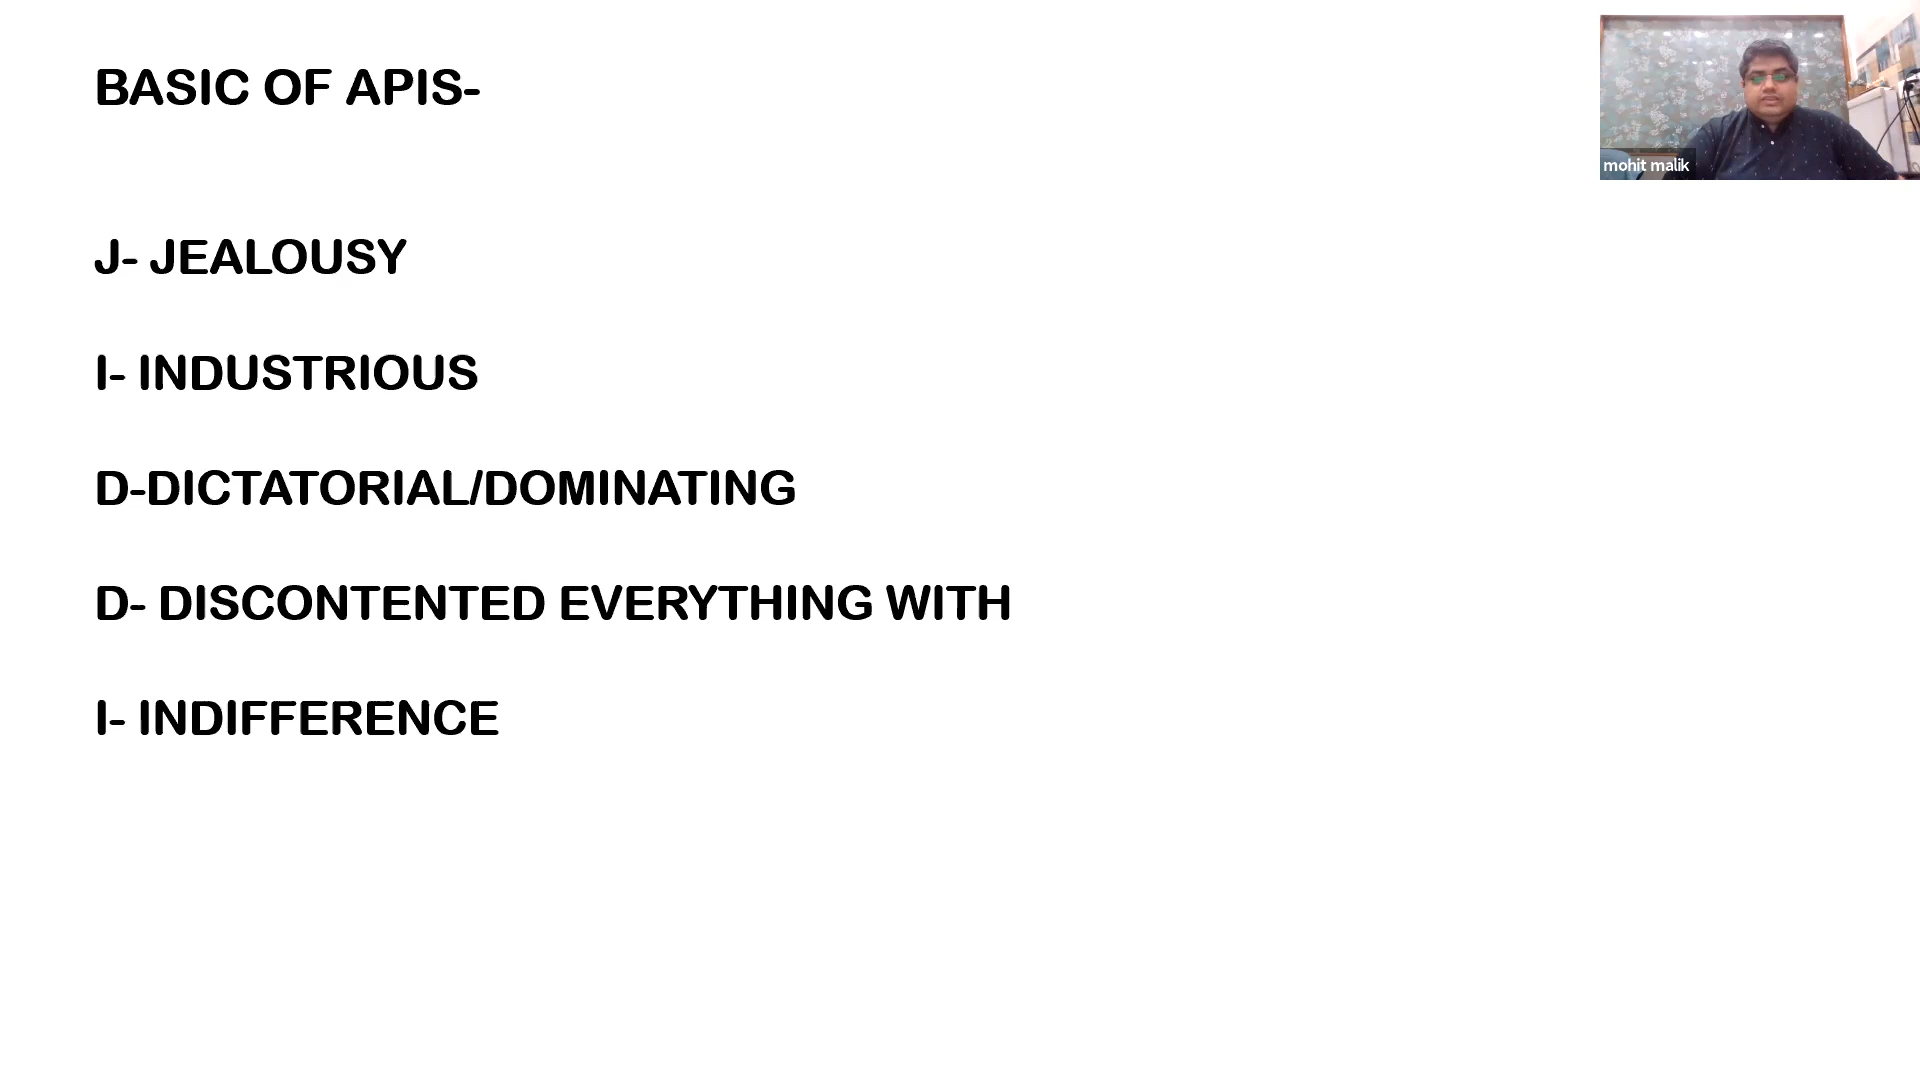 BASIC OF APIS-
mohit malik
J- JEALOUSY
I- INDUSTRIOUS
D-DICTATORIAL/DOMINATING
D- DISCONTENTED EVERYTHING WITH
I- INDIFFERENCE